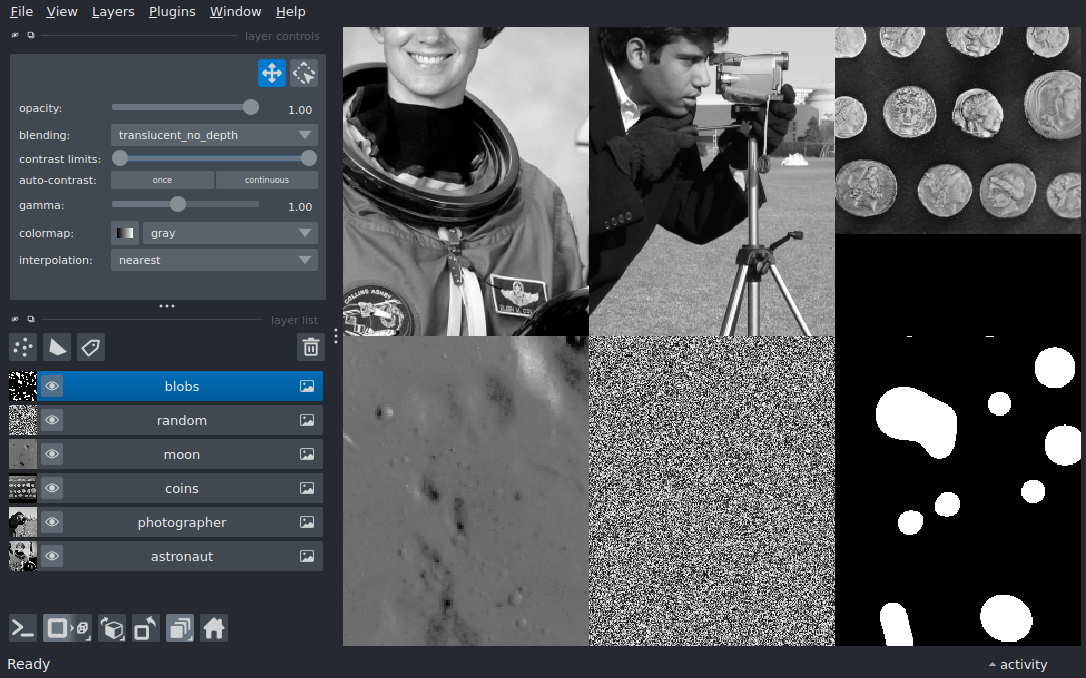 File View Layers Plugins Window Help
layer controls
opacity: 1.00
blending: translucent_no_depth
contrast limits:
auto-contrast: once continuous
gamma: 1.00
colormap: gray
interpolation: nearest
layer list
blobs
random
moon
coins
photographer
astronaut
COLLINS
Ready
activity